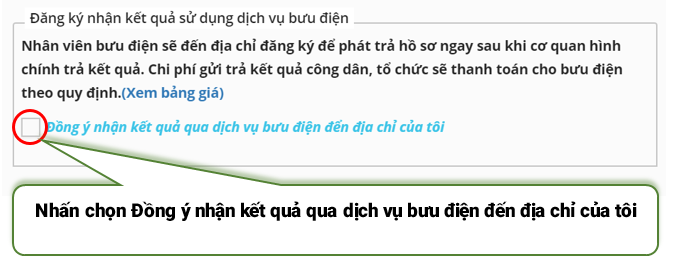 Đăng ký nhận kết quả sử dụng dịch vụ bưu điện
Nhân viên bưu điện sẽ đến địa chỉ đăng ký để phát trả hồ sơ ngay sau khi cơ quan hình
chính trả kết quả. Chi phí gửi trả kết quả công dân, tổ chức sẽ thanh toán cho bưu điện
theo quy định.(Xem bảng giá)
Đồng ý nhận kết quả qua dịch vụ bưu điện đến địa chỉ của tôi
Nhấn chọn Đồng ý nhận kết quả qua dịch vụ bưu điện đến địa chỉ của tôi